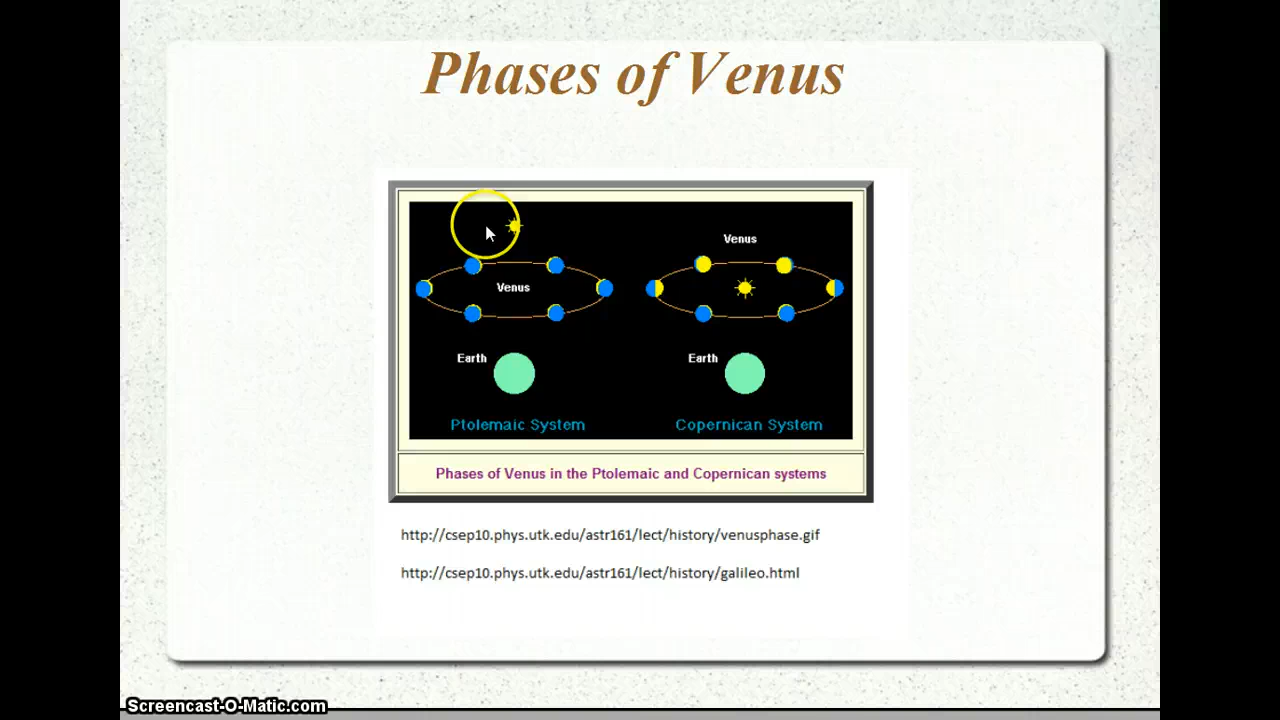 Phases of Venus
Venus
Venus
Earth
Earth
Ptolemaic System
Copernican System
Phases of Venus in the Ptolemaic and Copernican systems
http://csep10.phys.utk.edu/astr161/lect/history/venusphase.gif
http://csep10.phys.utk.edu/astr161/lect/history/galileo.html
Screencast-O-Matic.com